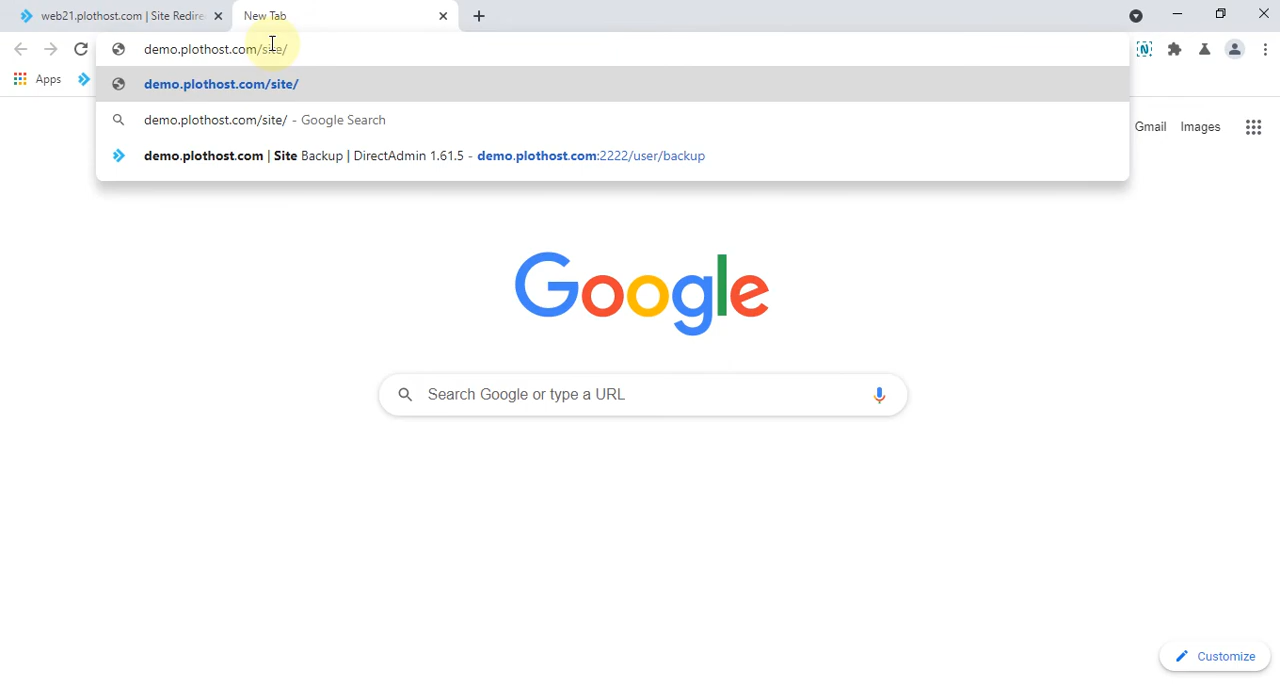 web21.plothost.com | Site Redire
New Tab
demo.plothost.com/site/
Apps
demo.plothost.com/site/
demo.plothost.com/site/ - Google Search
demo.plothost.com | Site Backup | DirectAdmin 1.61.5 - demo.plothost.com:2222/user/backup
Gmail Images
Google
Search Google or type a URL
Customize